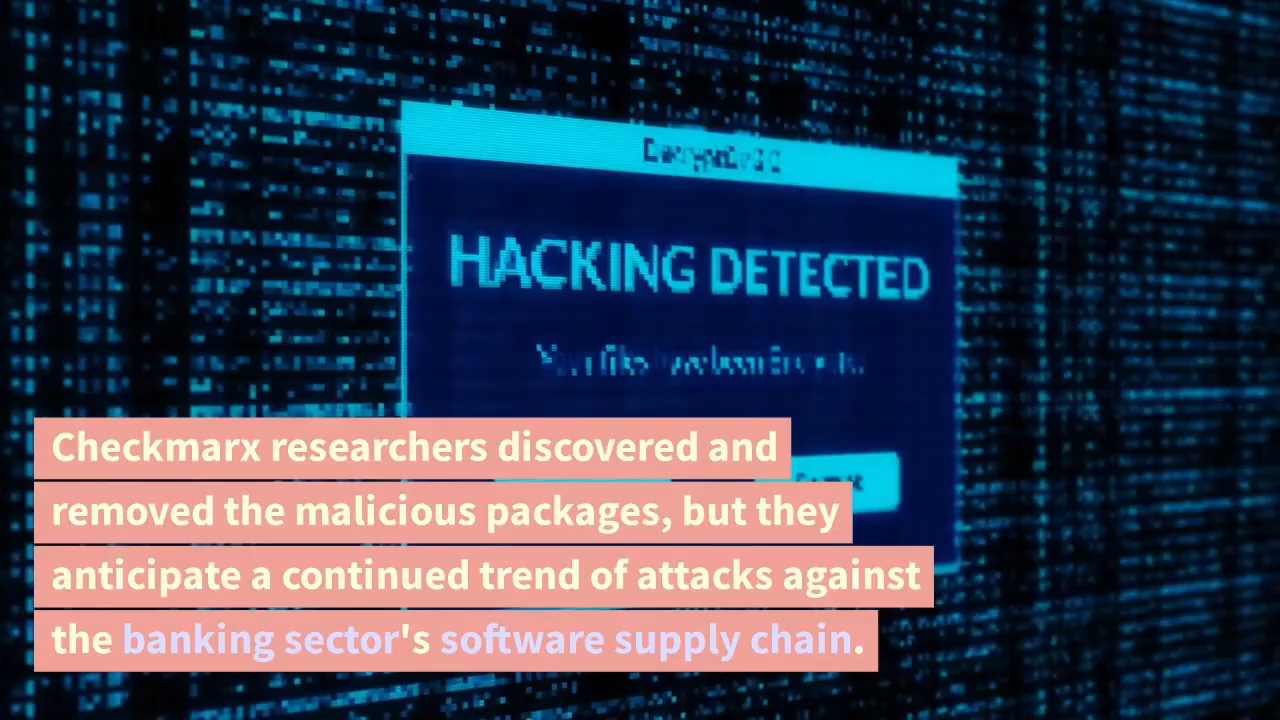 HACKING DETECTED
Checkmarx researchers discovered and
removed the malicious packages, but they
anticipate a continued trend of attacks against
the banking sector's software supply chain.